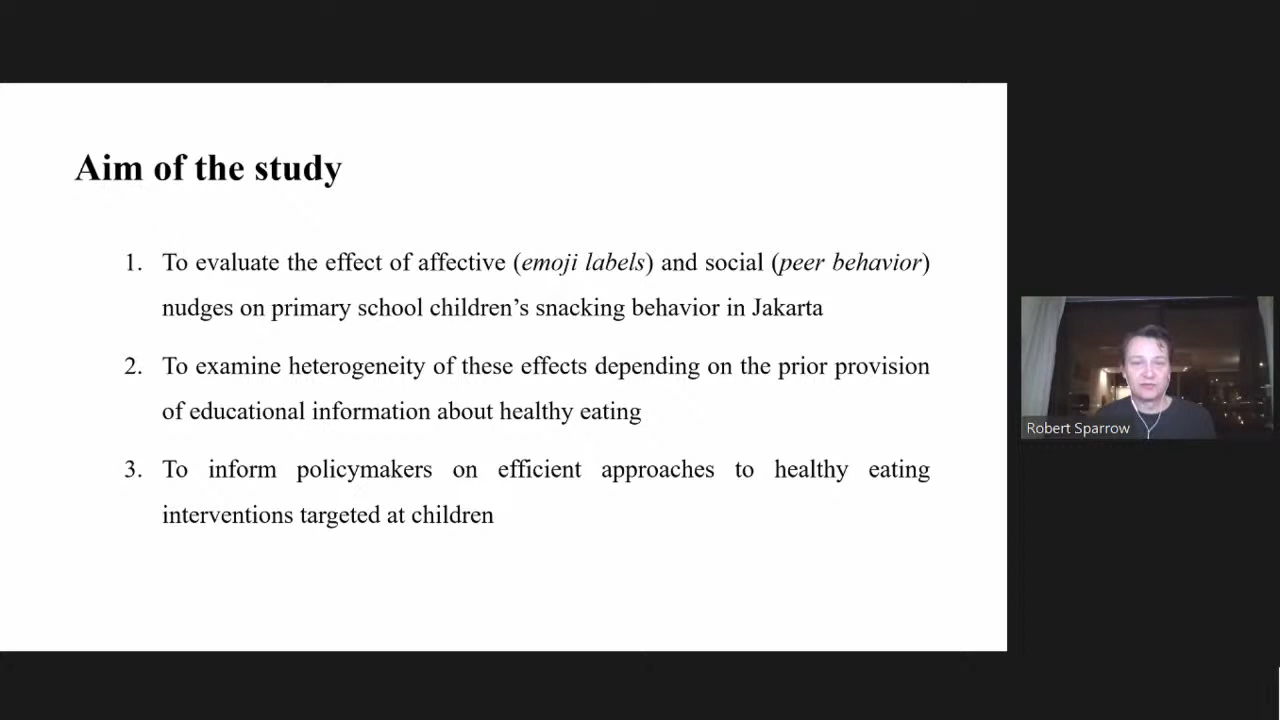 Aim of the study
1. To evaluate the effect of affective (emoji labels) and social (peer behavior)
nudges on primary school children’s snacking behavior in Jakarta
2. To examine heterogeneity of these effects depending on the prior provision
of educational information about healthy eating
3. To inform policymakers on efficient approaches to healthy eating
interventions targeted at children
Robert Sparrow